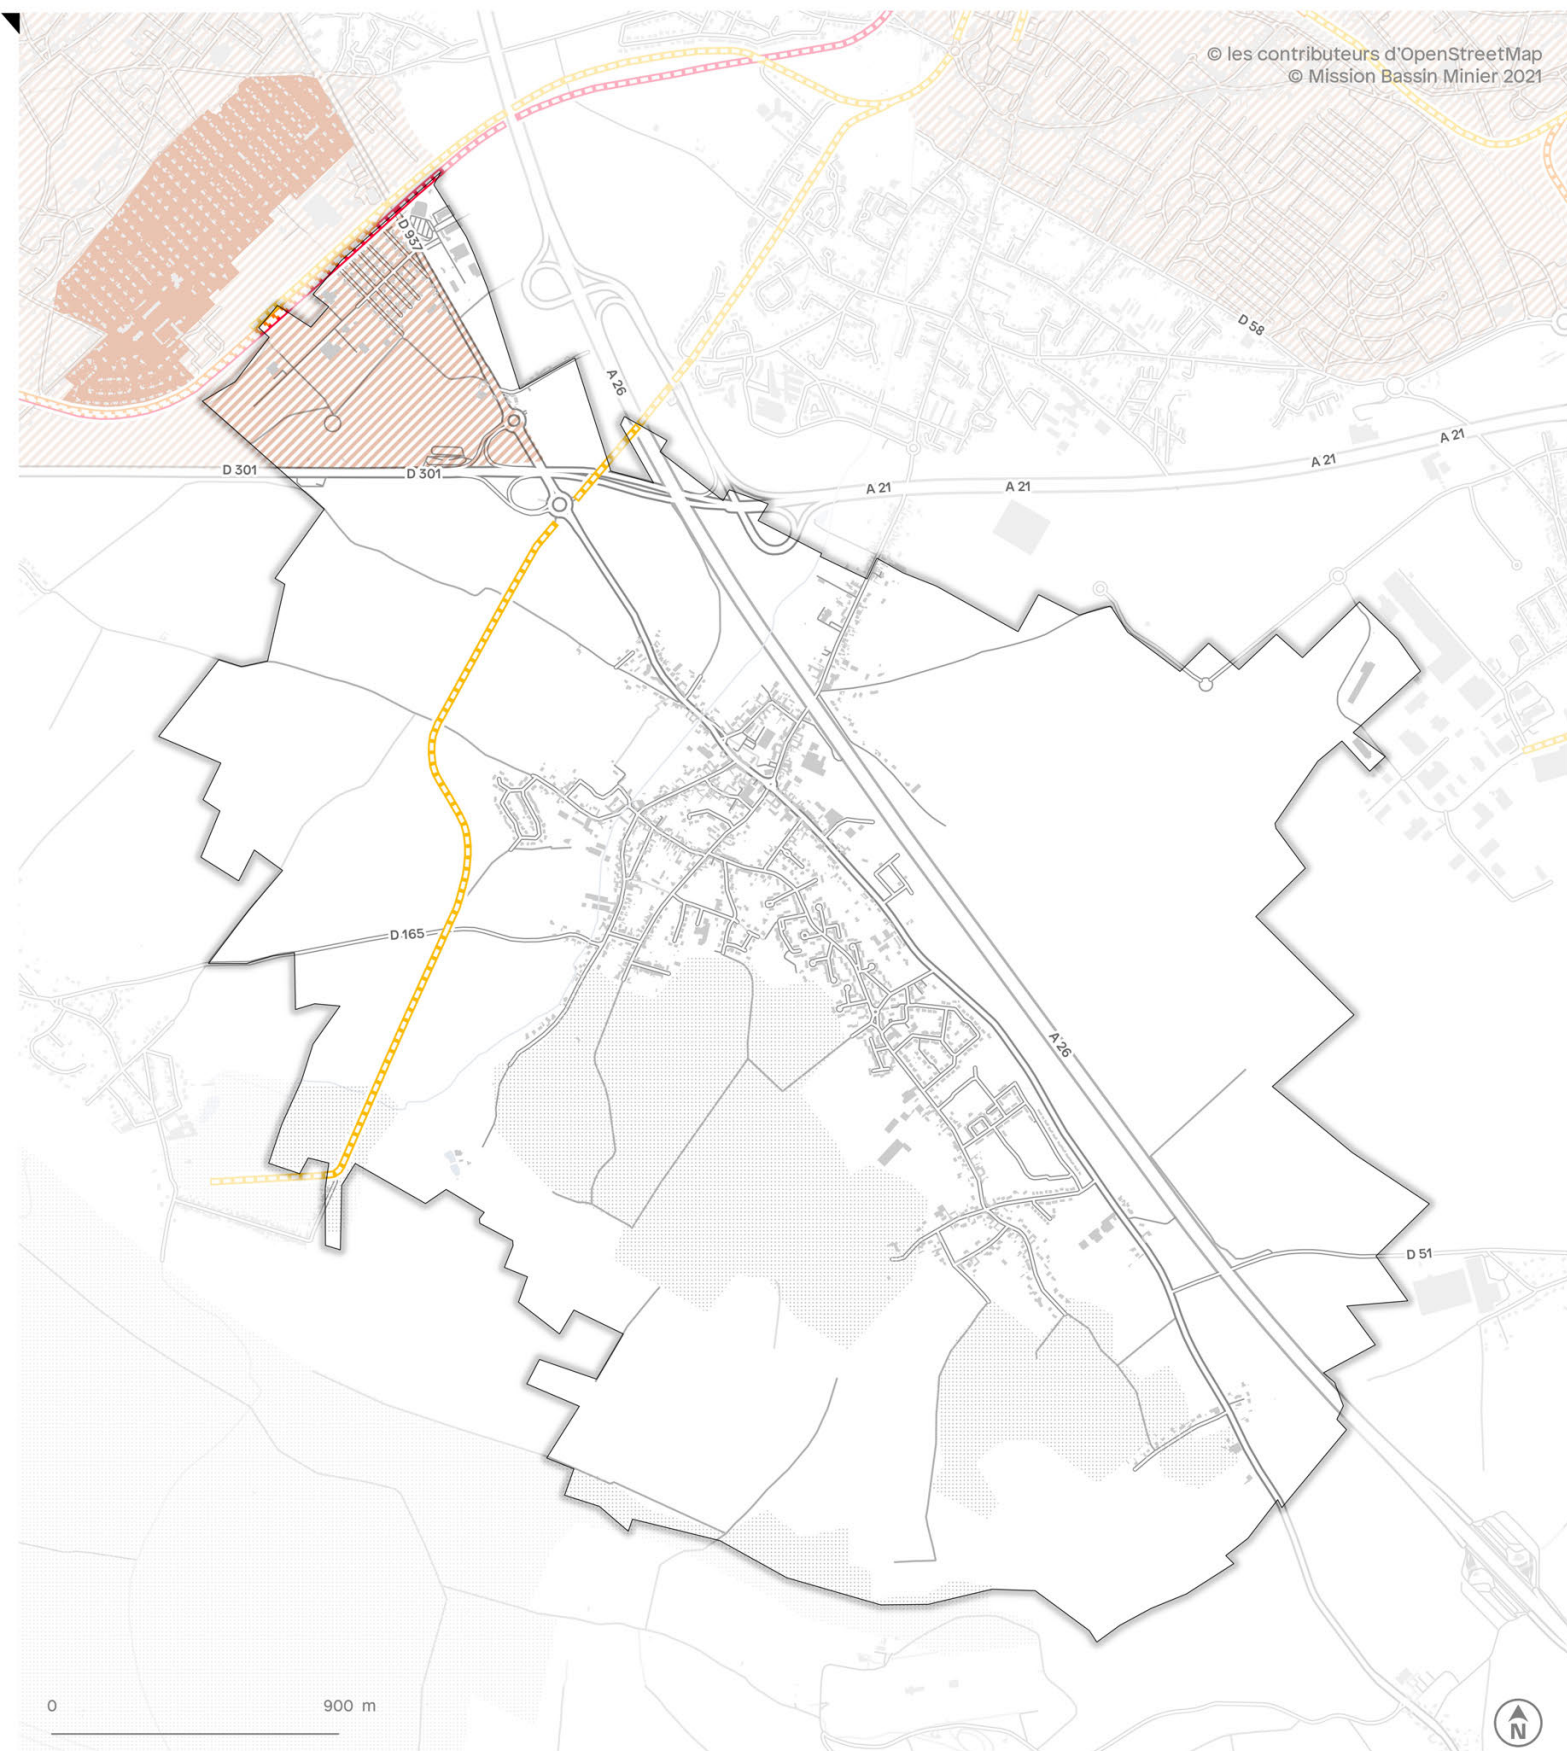 © les contributeurs d'OpenStreetMap
© Mission Bassin Minier 2021
D 937
D 58
A 26
A 21
A 21
D 301
D 301
A 21
A 21
D 165
A 26
D 51
0
900 m
N